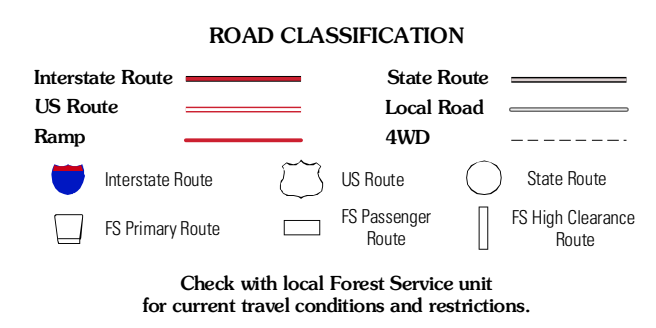 ROAD CLASSIFICATION
Interstate Route
State Route
US Route
Local Road
Ramp
4WD
Interstate Route
US Route
State Route
FS Primary Route
FS Passenger
Route
FS High Clearance
Route
Check with local Forest Service unit
for current travel conditions and restrictions.